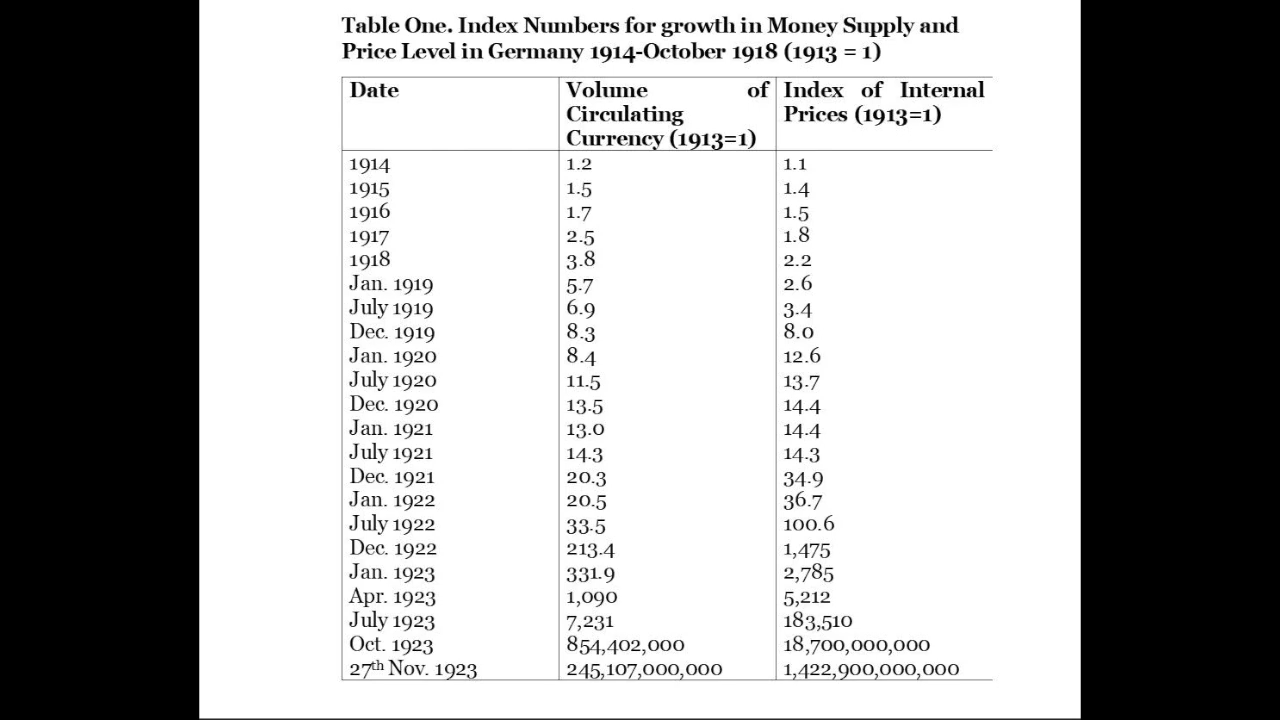 Table One. Index Numbers for growth in Money Supply and
Price Level in Germany 1914-October 1918 (1913 = 1)
Date Volume of Circulating Currency (1913=1) Index of Internal Prices (1913=1)
1914 1.2 1.1
1915 1.5 1.4
1916 1.7 1.5
1917 2.5 1.8
1918 3.8 2.2
Jan. 1919 5.7 2.6
July 1919 6.9 3.4
Dec. 1919 8.3 8.0
Jan. 1920 8.4 12.6
July 1920 11.5 13.7
Dec. 1920 13.5 14.4
Jan. 1921 13.0 14.4
July 1921 14.3 14.3
Dec. 1921 20.3 34.9
Jan. 1922 20.5 36.7
July 1922 33.5 100.6
Dec. 1922 213.4 1,475
Jan. 1923 331.9 2,785
Apr. 1923 1,090 5,212
July 1923 7,231 183,510
Oct. 1923 854,402,000 18,700,000,000
27th Nov. 1923 245,107,000,000 1,422,900,000,000